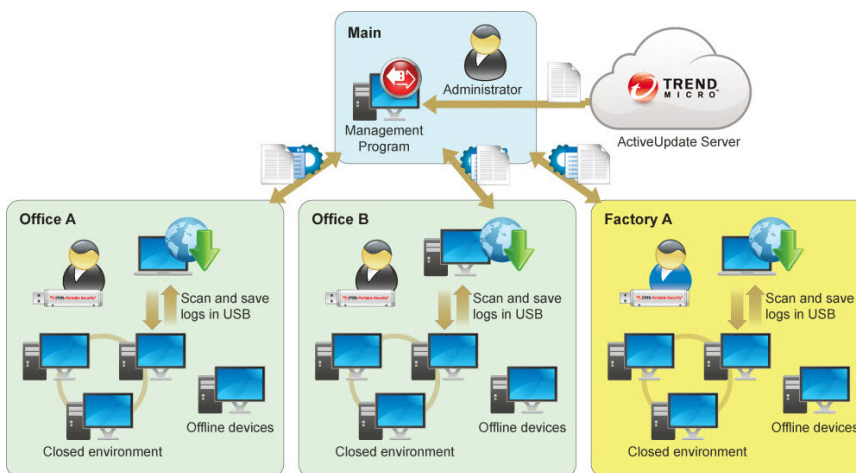 Main
Administrator
Management
Program
TREND
MICRO™
ActiveUpdate Server
Office A
Scan and save
logs in USB
Closed environment
Offline devices
Office B
Scan and save
logs in USB
Closed environment
Offline devices
Factory A
Scan and save
logs in USB
Closed environment
Offline devices